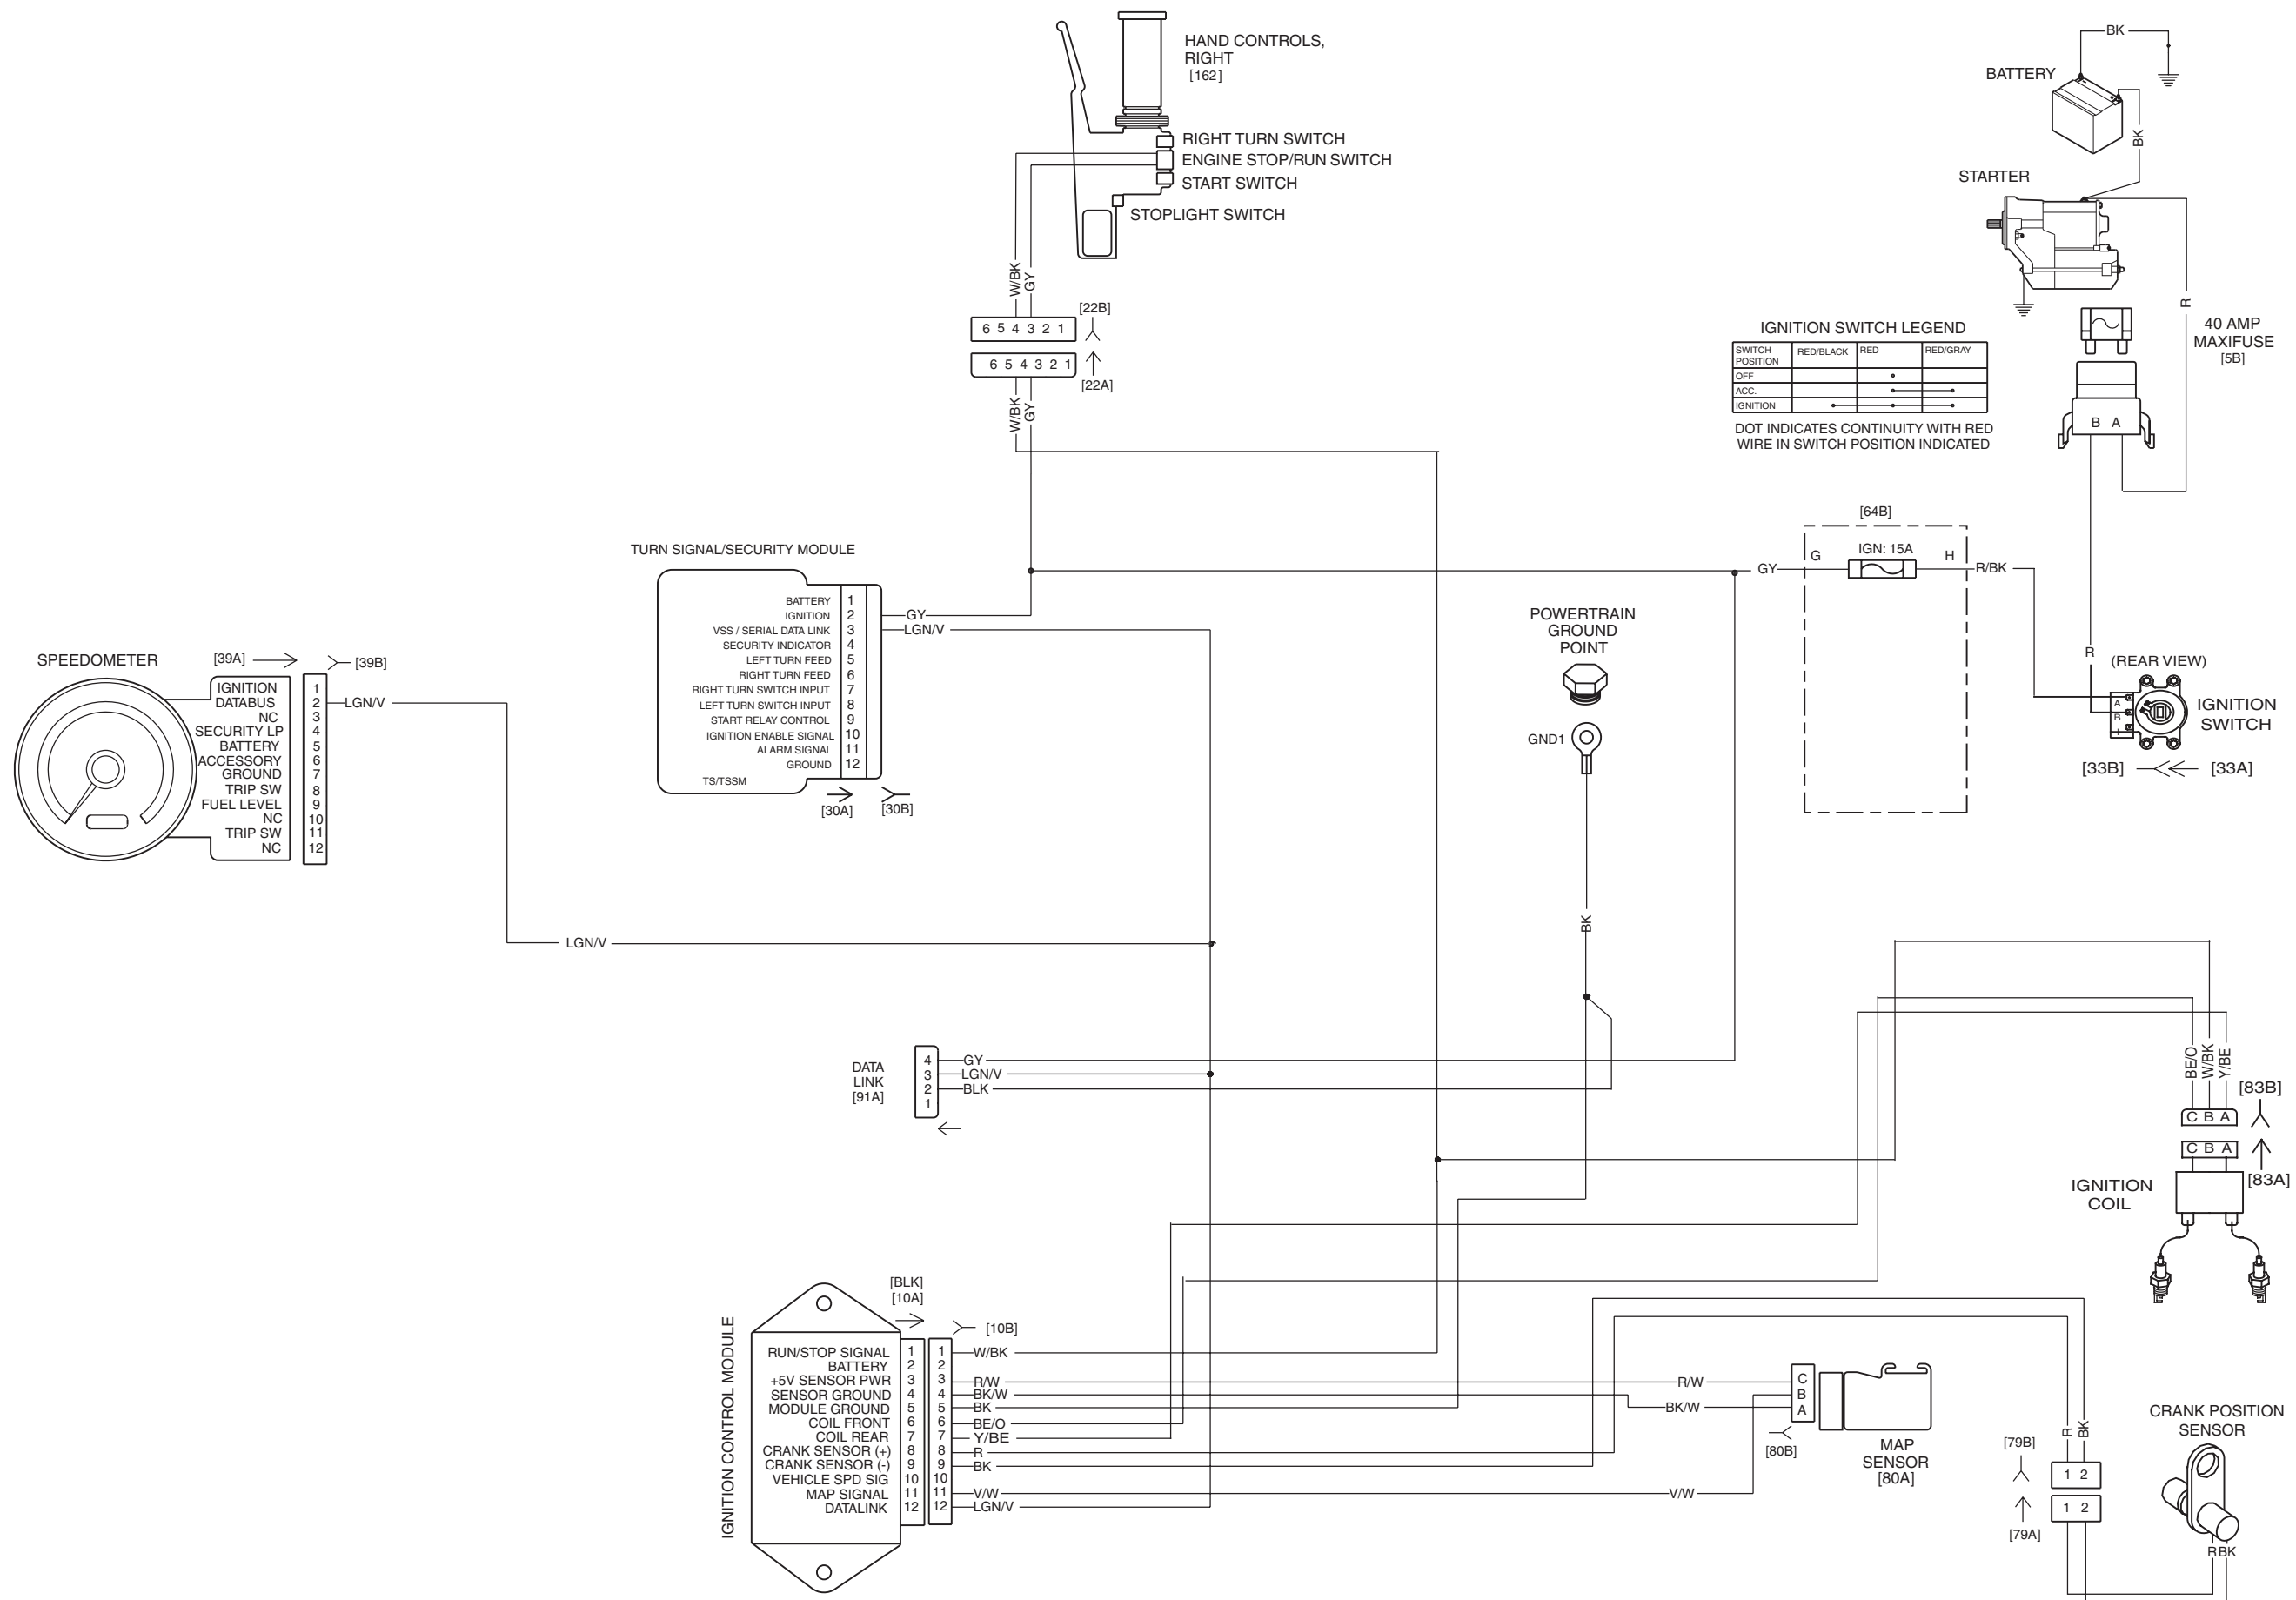 HAND CONTROLS,
RIGHT
[162]
RIGHT TURN SWITCH
ENGINE STOP/RUN SWITCH
START SWITCH
STOPLIGHT SWITCH
W/BK
GY
[22B]
6 5 4 3 2 1
6 5 4 3 2 1
[22A]
W/BK
GY
BK
BATTERY
BK
STARTER
R
40 AMP
MAXIFUSE
[5B]
B A
IGNITION SWITCH LEGEND
SWITCH POSITION RED/BLACK RED RED/GRAY
OFF
ACC.
IGNITION
DOT INDICATES CONTINUITY WITH RED
WIRE IN SWITCH POSITION INDICATED
[64B]
G IGN: 15A H
GY
R/BK
R
(REAR VIEW)
A
B
I
IGNITION
SWITCH
[33B] [33A]
TURN SIGNAL/SECURITY MODULE
BATTERY 1
IGNITION 2 GY
VSS / SERIAL DATA LINK 3 LGN/V
SECURITY INDICATOR 4
LEFT TURN FEED 5
RIGHT TURN FEED 6
RIGHT TURN SWITCH INPUT 7
LEFT TURN SWITCH INPUT 8
START RELAY CONTROL 9
IGNITION ENABLE SIGNAL 10
ALARM SIGNAL 11
GROUND 12
TS/TSSM
[30A] [30B]
SPEEDOMETER
[39A] [39B]
IGNITION 1
DATABUS 2 LGN/V
NC 3
SECURITY LP 4
BATTERY 5
ACCESSORY 6
GROUND 7
TRIP SW 8
FUEL LEVEL 9
NC 10
TRIP SW 11
NC 12
LGN/V
POWERTRAIN
GROUND
POINT
GND1
BK
DATA
LINK
[91A]
4 GY
3 LGN/V
2 BLK
1
BE/O
W/BK
Y/BE
[83B]
C B A
C B A
[83A]
IGNITION
COIL
IGNITION CONTROL MODULE
[BLK]
[10A]
[10B]
RUN/STOP SIGNAL 1 1 W/BK
BATTERY 2 2
+5V SENSOR PWR 3 3 R/W R/W
SENSOR GROUND 4 4 BK/W BK/W
MODULE GROUND 5 5 BK
COIL FRONT 6 6 BE/O
COIL REAR 7 7 Y/BE
CRANK SENSOR (+) 8 8 R
CRANK SENSOR (-) 9 9 BK
VEHICLE SPD SIG 10 10
MAP SIGNAL 11 11 V/W V/W
DATALINK 12 12 LGN/V
C
B
A
[80B]
MAP
SENSOR
[80A]
R
BK
[79B]
1 2
1 2
[79A]
CRANK POSITION
SENSOR
R BK